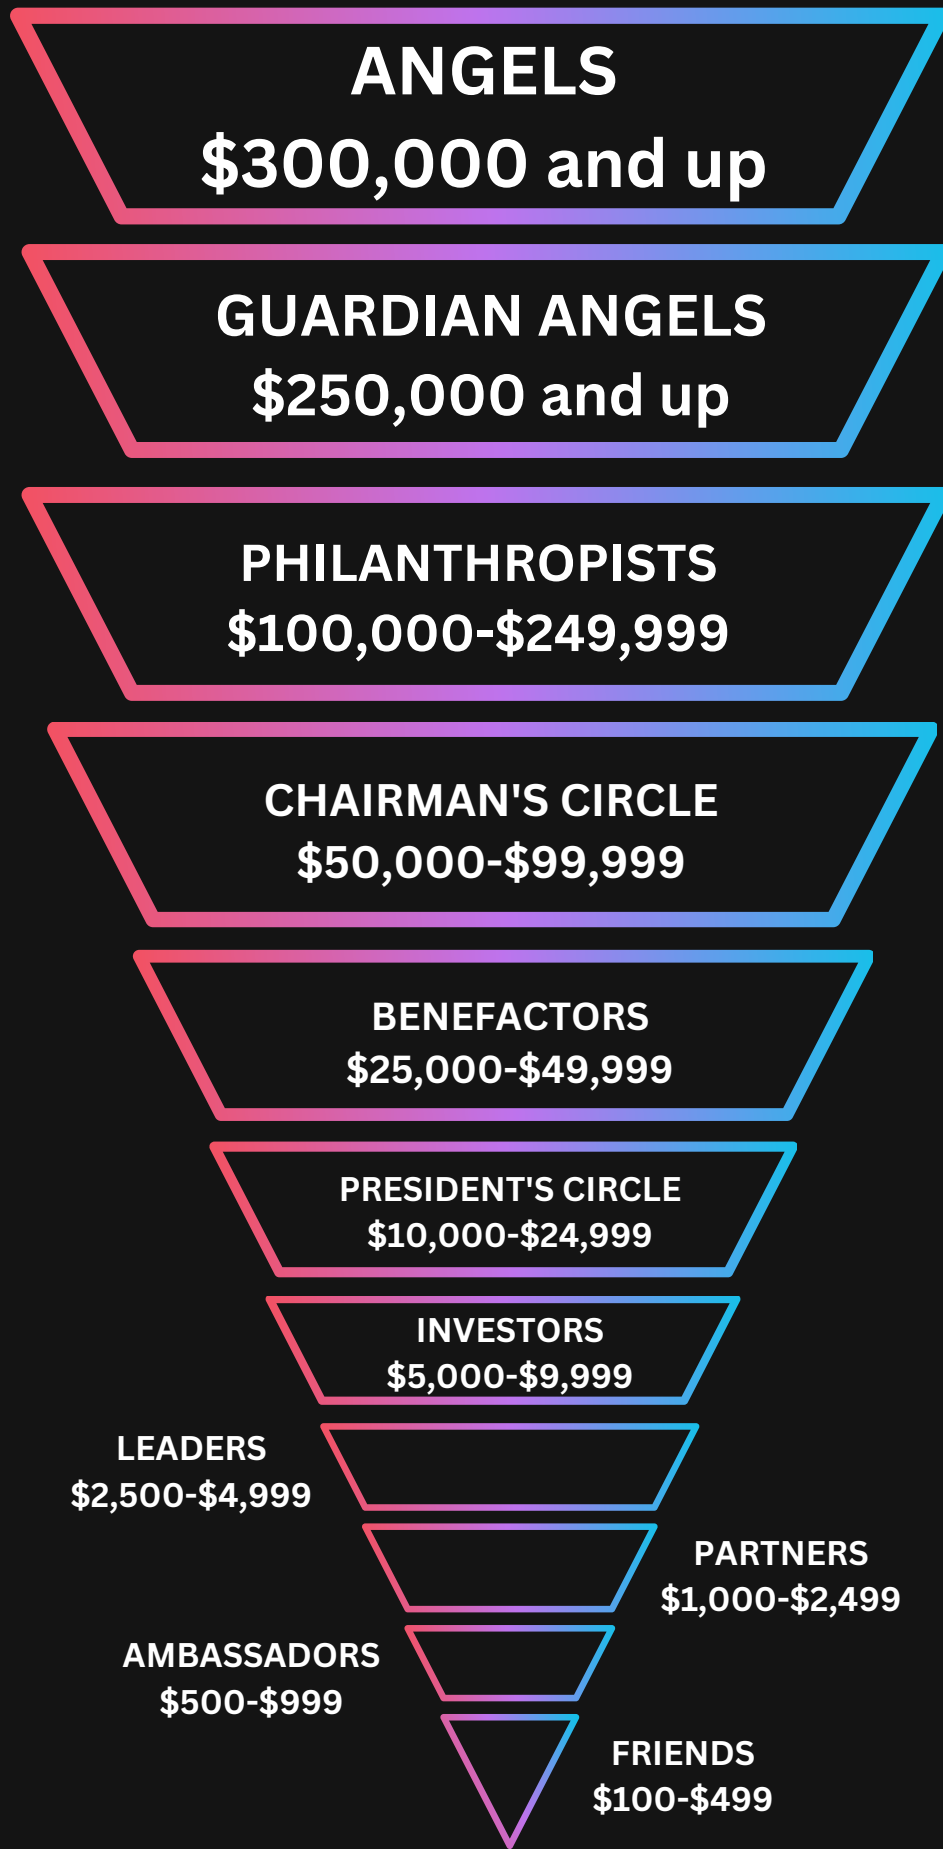 ANGELS
$300,000 and up
GUARDIAN ANGELS
$250,000 and up
PHILANTHROPISTS
$100,000-$249,999
CHAIRMAN'S CIRCLE
$50,000-$99,999
BENEFACTORS
$25,000-$49,999
PRESIDENT'S CIRCLE
$10,000-$24,999
INVESTORS
$5,000-$9,999
LEADERS
$2,500-$4,999
PARTNERS
$1,000-$2,499
AMBASSADORS
$500-$999
FRIENDS
$100-$499